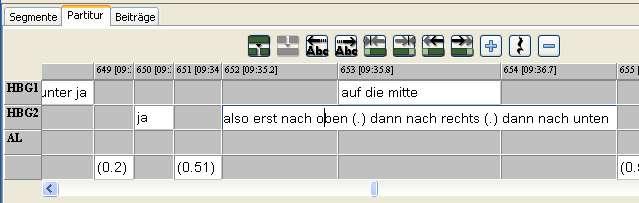 Segmente Partitur Beiträge
Abc Abc
649 [09: 650 [09: 651 [09:34 652 [09:35.2] 653 [09:35.8] 654 [09:36.7] 655
HBG1 unter ja auf die mitte
HBG2 ja also erst nach oben (.) dann nach rechts (.) dann nach unten
AL
(0.2) (0.51)